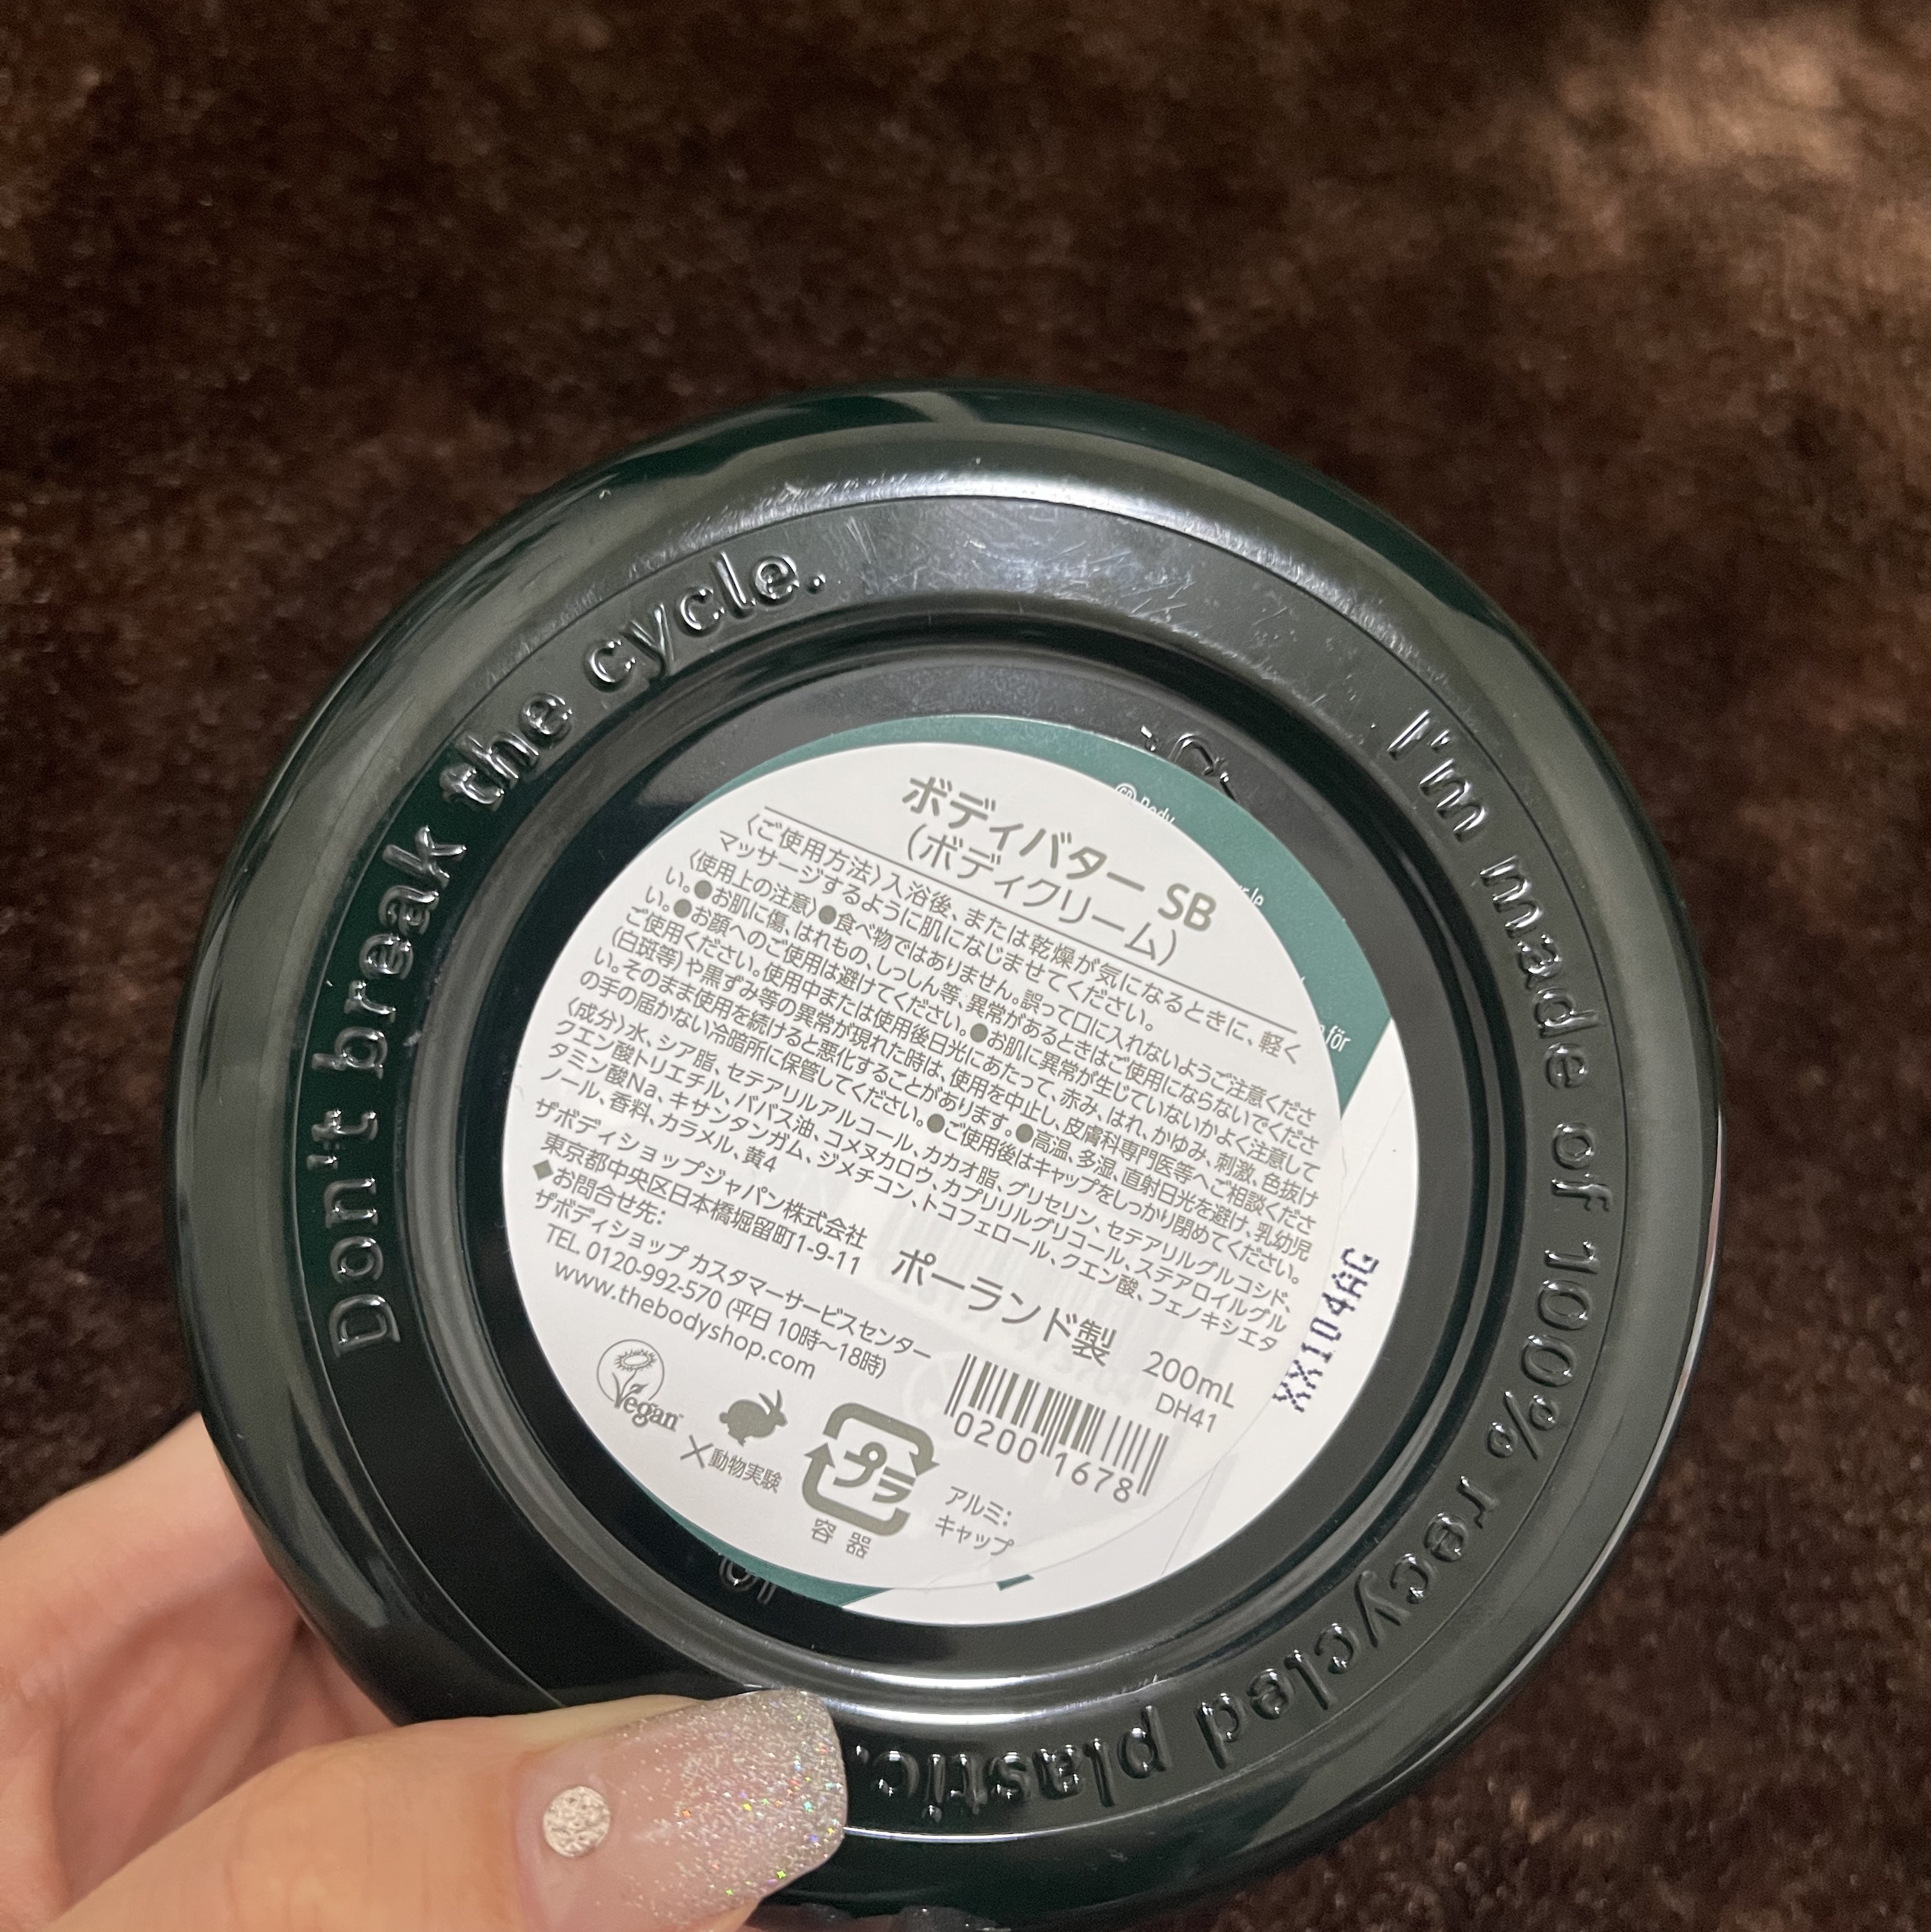 Don't break the cycle.
I'm made of 100% recycled plastic.
ボディバター SB
(ボディクリーム)
〈ご使用方法〉入浴後、または乾燥が気になるときに、軽く
マッサージするように肌になじませてください。
〈使用上の注意〉●食べ物ではありません。誤って口に入れないようご注意くださ
い。●お肌に傷、はれもの、しっしん等、異常があるときはご使用にならないでくださ
い。●お顔へのご使用は避けてください。●お肌に異常が生じていないかよく注意して
ご使用ください。使用中または使用後日光にあたって、赤み、はれ、かゆみ、刺激、色抜け
(白斑等)や黒ずみ等の異常が現れた時は、使用を中止し、皮膚科専門医等へご相談くださ
い。そのまま使用を続けると悪化することがあります。●高温、多湿、直射日光を避け、乳幼児
の手の届かない冷暗所に保管してください。●ご使用後はキャップをしっかり閉めてください。
〈成分〉水、シア脂、セテアリルアルコール、カカオ脂、グリセリン、セテアリルグルコシド、
クエン酸トリエチル、ババス油、コメヌカロウ、カプリリルグリコール、ステアロイルグル
タミン酸Na、キサンタンガム、ジメチコン、トコフェロール、クエン酸、フェノキシエタ
ノール、香料、カラメル、黄4
ザボディショップジャパン株式会社
東京都中央区日本橋堀留町1-9-11
ポーランド製
◆お問合せ先:
ザボディショップ カスタマーサービスセンター
TEL 0120-992-570 (平日 10時〜18時)
www.thebodyshop.com
200mL
DH41
Vegan
×動物実験
プラ
容器
アルミ:
キャップ
0200 1678
XX104AG
Body
för